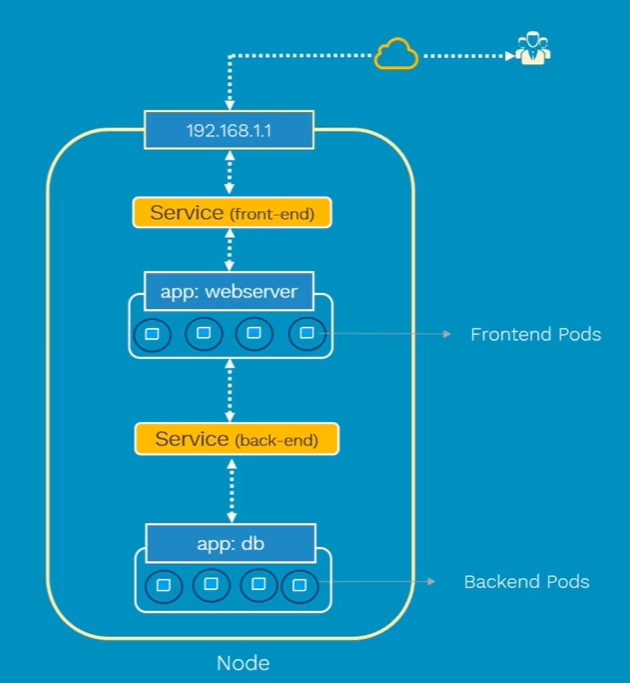 192.168.1.1
Service (front-end)
app: webserver
Frontend Pods
Service (back-end)
app: db
Backend Pods
Node